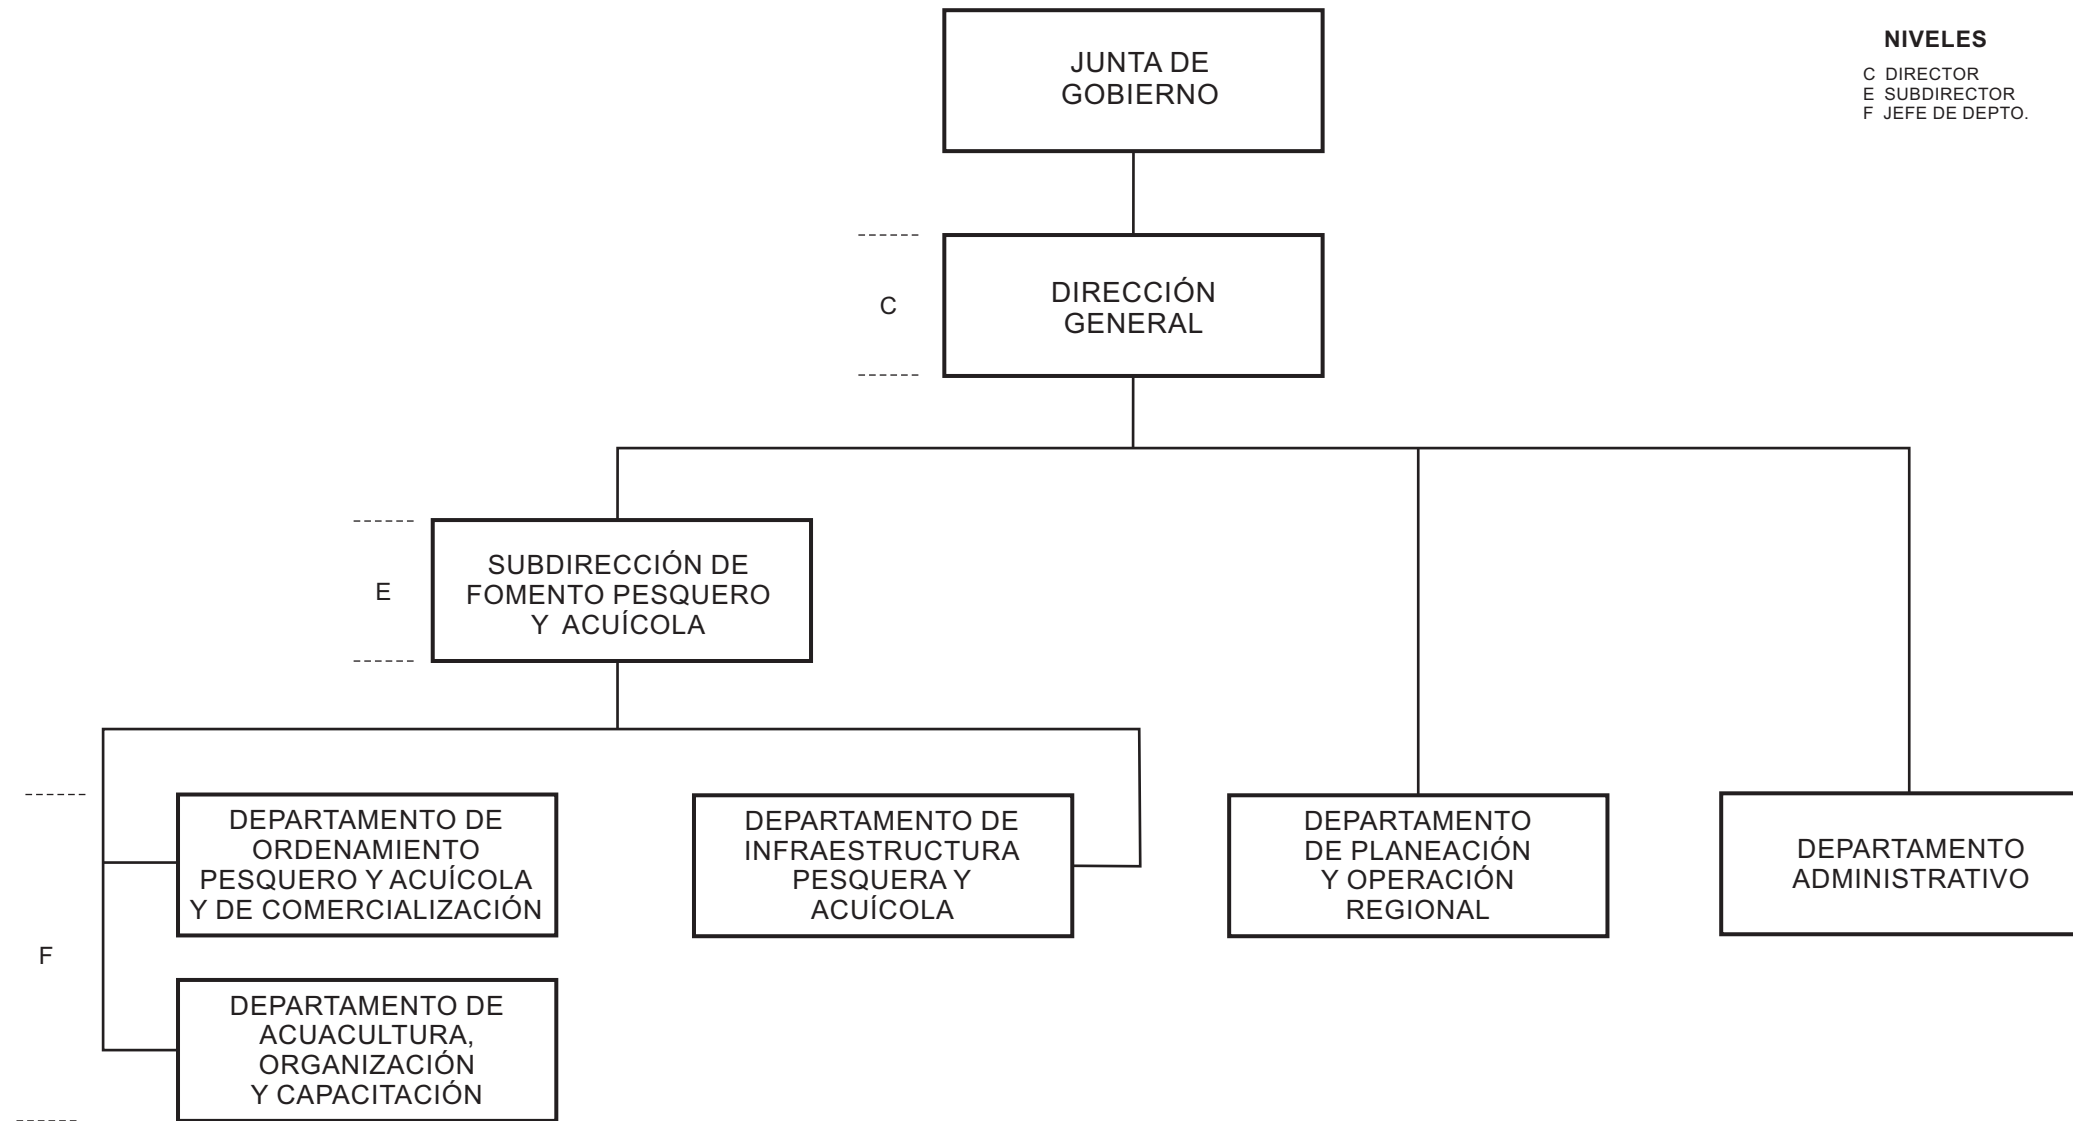 JUNTA DE
GOBIERNO
NIVELES
C DIRECTOR
E SUBDIRECTOR
F JEFE DE DEPTO.
C
DIRECCIÓN
GENERAL
E
SUBDIRECCIÓN DE
FOMENTO PESQUERO
Y ACUÍCOLA
F
DEPARTAMENTO DE
ORDENAMIENTO
PESQUERO Y ACUÍCOLA
Y DE COMERCIALIZACIÓN
DEPARTAMENTO DE
INFRAESTRUCTURA
PESQUERA Y
ACUÍCOLA
DEPARTAMENTO
DE PLANEACIÓN
Y OPERACIÓN
REGIONAL
DEPARTAMENTO
ADMINISTRATIVO
DEPARTAMENTO DE
ACUACULTURA,
ORGANIZACIÓN
Y CAPACITACIÓN